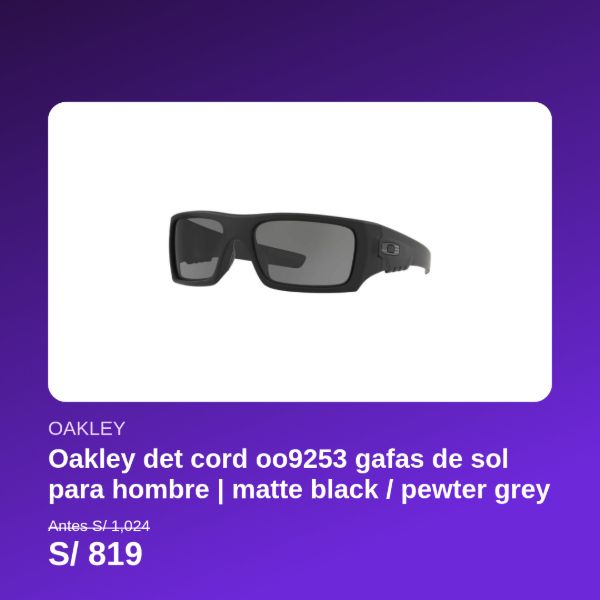 OAKLEY
Oakley det cord oo9253 gafas de sol
para hombre | matte black / pewter grey
Antes S/ 1,024
S/ 819